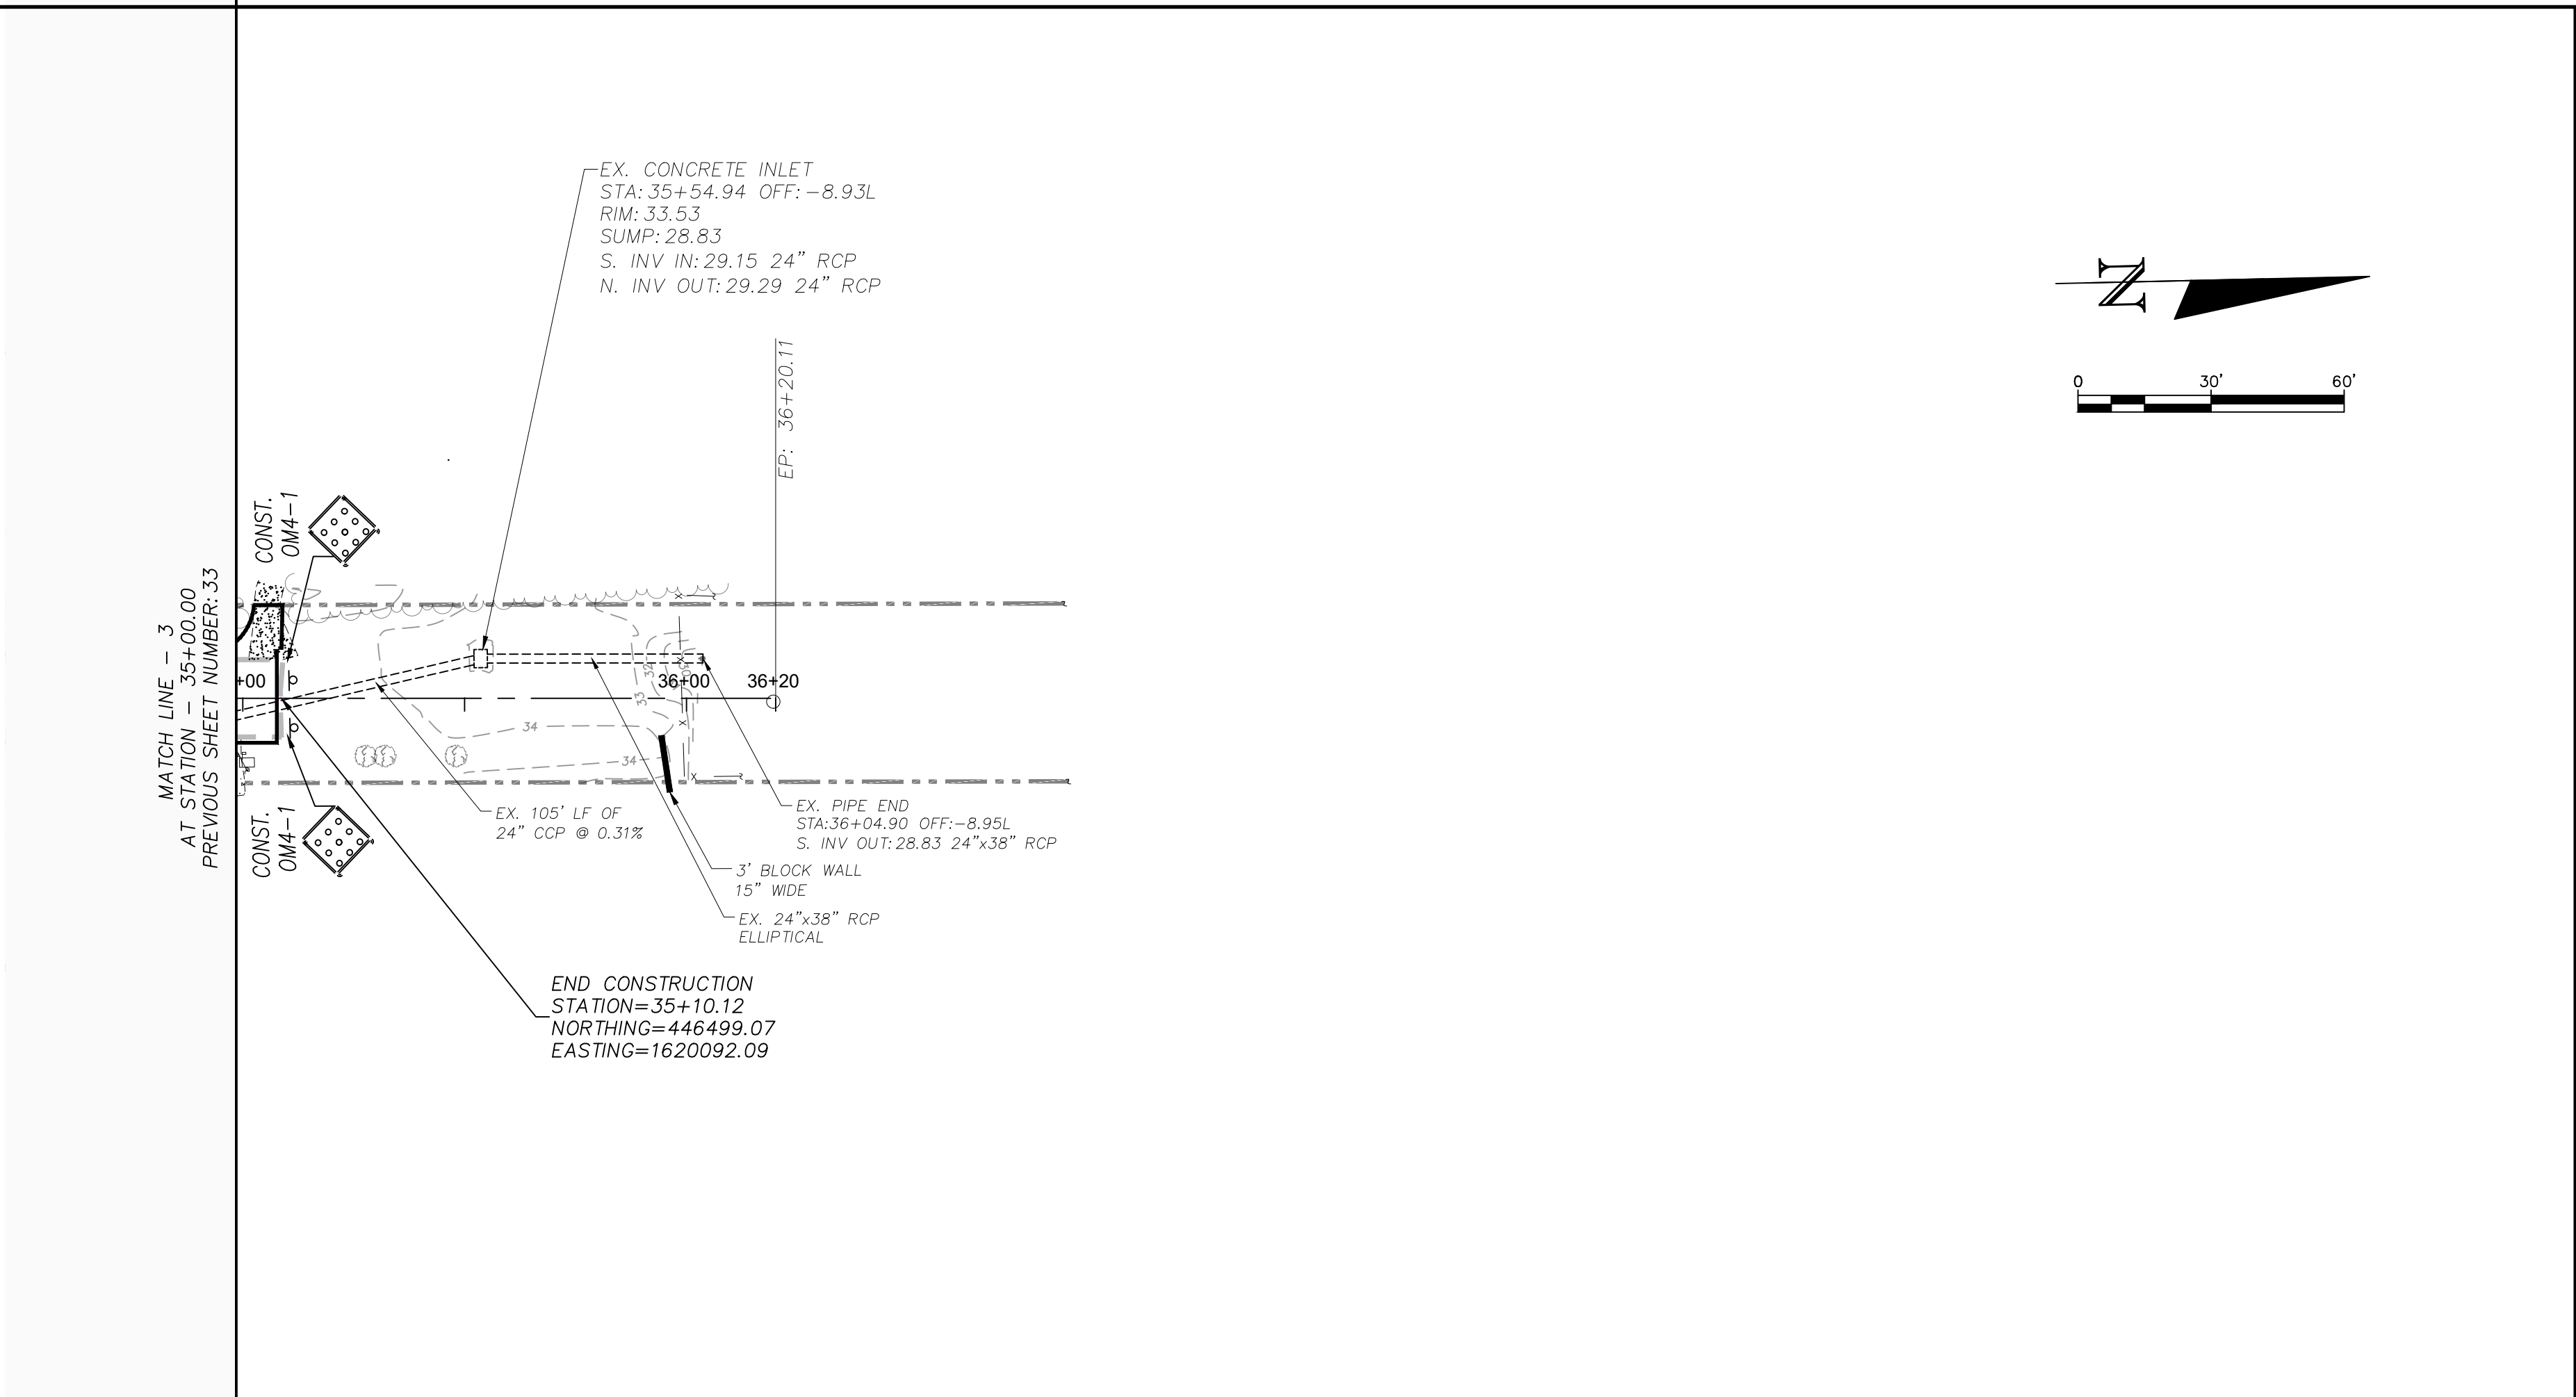 EX. CONCRETE INLET
STA: 35+54.94 OFF: -8.93L
RIM: 33.53
SUMP: 28.83
S. INV IN: 29.15 24" RCP
N. INV OUT: 29.29 24" RCP
N
0 30' 60'
EP: 36+20.11
CONST.
OM4-1
MATCH LINE - 3
AT STATION - 35+00.00
PREVIOUS SHEET NUMBER: 33
+00
36+00
36+20
32
33
34
34
CONST.
OM4-1
EX. 105' LF OF
24" CCP @ 0.31%
EX. PIPE END
STA:36+04.90 OFF:-8.95L
S. INV OUT: 28.83 24"x38" RCP
3' BLOCK WALL
15" WIDE
EX. 24"x38" RCP
ELLIPTICAL
END CONSTRUCTION
STATION=35+10.12
NORTHING=446499.07
EASTING=1620092.09